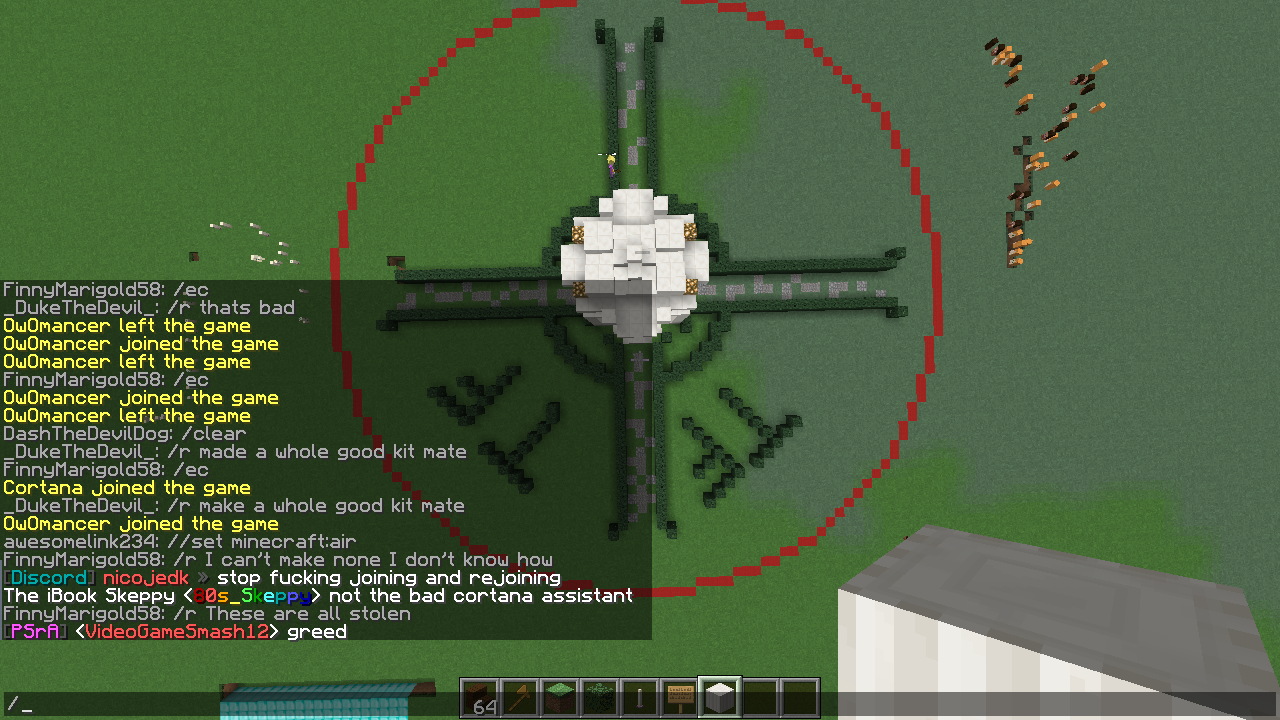 FinnyMarigold58: /ec
_DukeTheDevil_: /r thats bad
OwOmancer left the game
OwOmancer joined the game
OwOmancer left the game
FinnyMarigold58: /ec
OwOmancer joined the game
OwOmancer left the game
DashTheDevilDog: /clear
_DukeTheDevil_: /r made a whole good kit mate
FinnyMarigold58: /ec
Cortana joined the game
_DukeTheDevil_: /r make a whole good kit mate
OwOmancer joined the game
awesomelink234: //set minecraft:air
FinnyMarigold58: /r I can't make none I don't know how
[Discord] nicojedk » stop fucking joining and rejoining
The iBook Skeppy <80s_Skeppy> not the bad cortana assistant
FinnyMarigold58: /r These are all stolen
[PSrA] <VideoGameSmash12> greed
64
/_